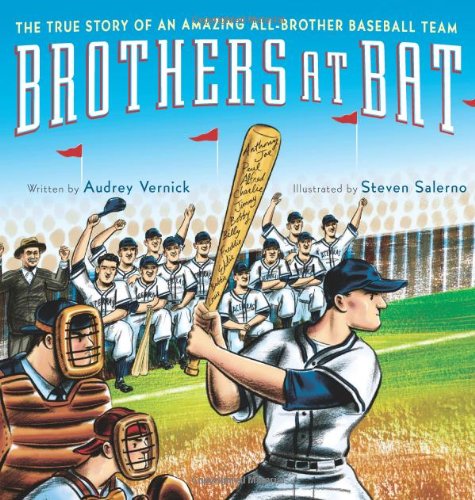 THE TRUE STORY OF AN AMAZING ALL-BROTHER BASEBALL TEAM
BROTHERS AT BAT
Written by Audrey Vernick
Illustrated by Steven Salerno
Anthony
Joe
Paul
Alfred
Charlie
Jimmy
Bobby
Billy
Freddie
Eddie